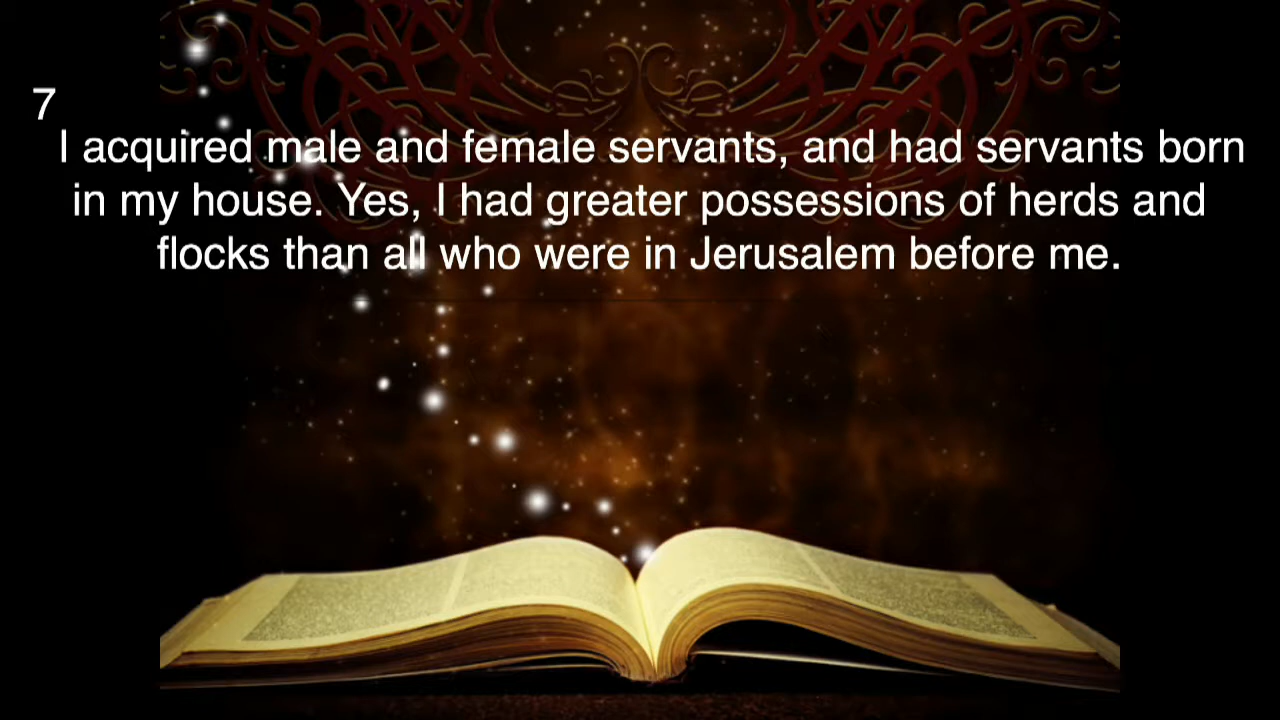 7
I acquired male and female servants, and had servants born
in my house. Yes, I had greater possessions of herds and
flocks than all who were in Jerusalem before me.